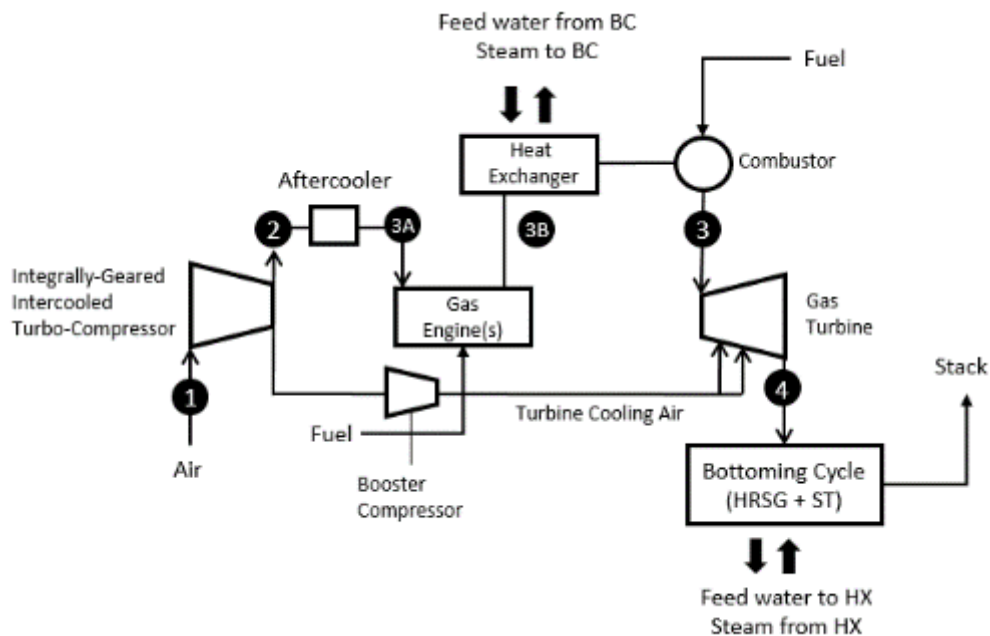 Feed water from BC
Steam to BC
Fuel
Heat
Exchanger
Combustor
Aftercooler
2
3A
3B
3
Integrally-Geared
Intercooled
Turbo-Compressor
Gas
Engine(s)
Gas
Turbine
1
4
Stack
Turbine Cooling Air
Fuel
Air
Booster
Compressor
Bottoming Cycle
(HRSG + ST)
Feed water to HX
Steam from HX